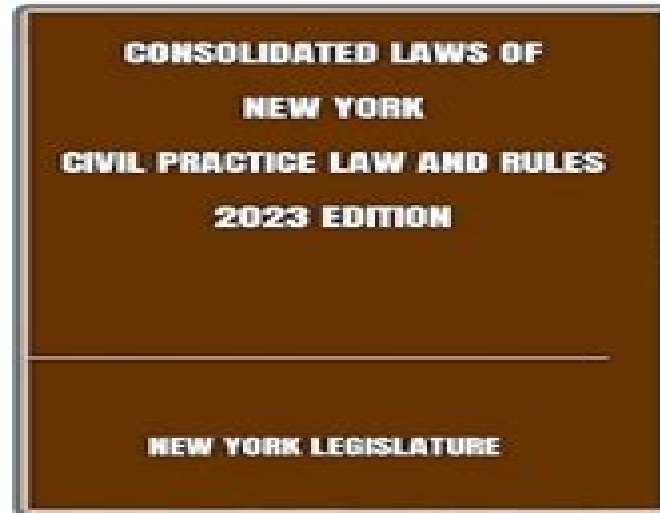 CONSOLIDATED LAWS OF
NEW YORK
CIVIL PRACTICE LAW AND RULES
2023 EDITION
NEW YORK LEGISLATURE